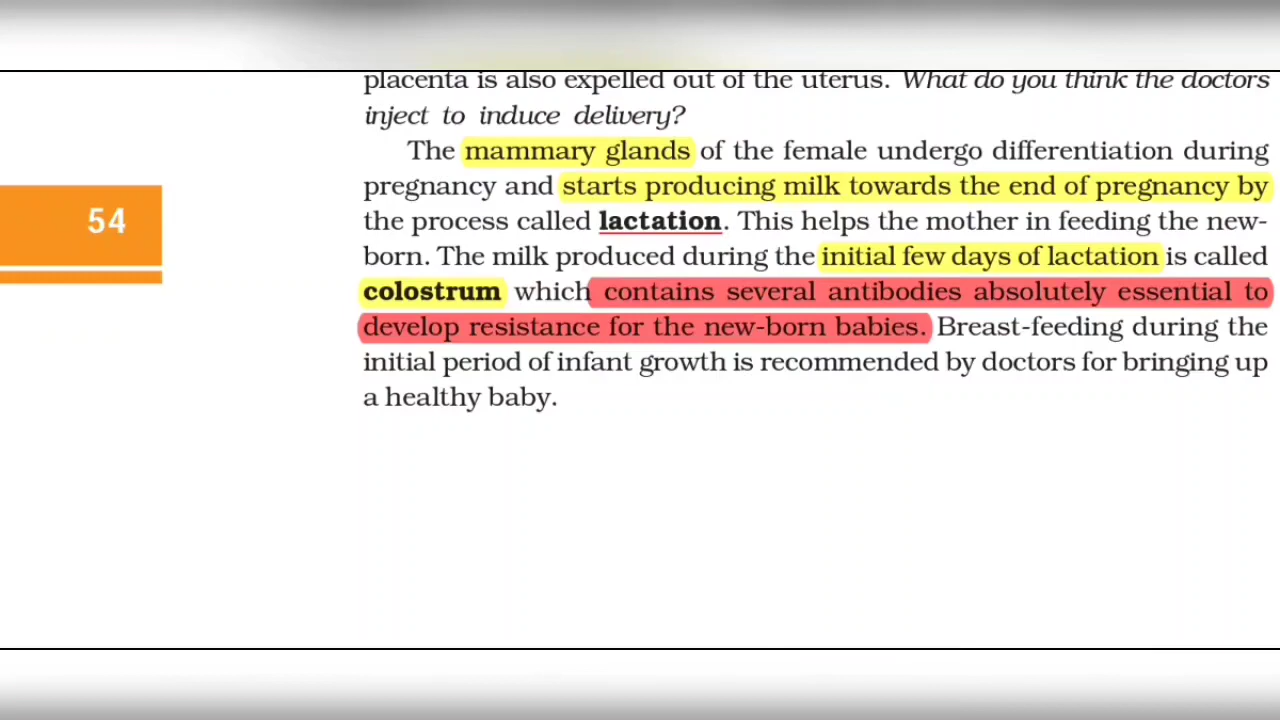 placenta is also expelled out of the uterus. What do you think the doctors
inject to induce delivery?
The mammary glands of the female undergo differentiation during
pregnancy and starts producing milk towards the end of pregnancy by
54
the process called lactation. This helps the mother in feeding the new-
born. The milk produced during the initial few days of lactation is called
colostrum which contains several antibodies absolutely essential to
develop resistance for the new-born babies. Breast-feeding during the
initial period of infant growth is recommended by doctors for bringing up
a healthy baby.